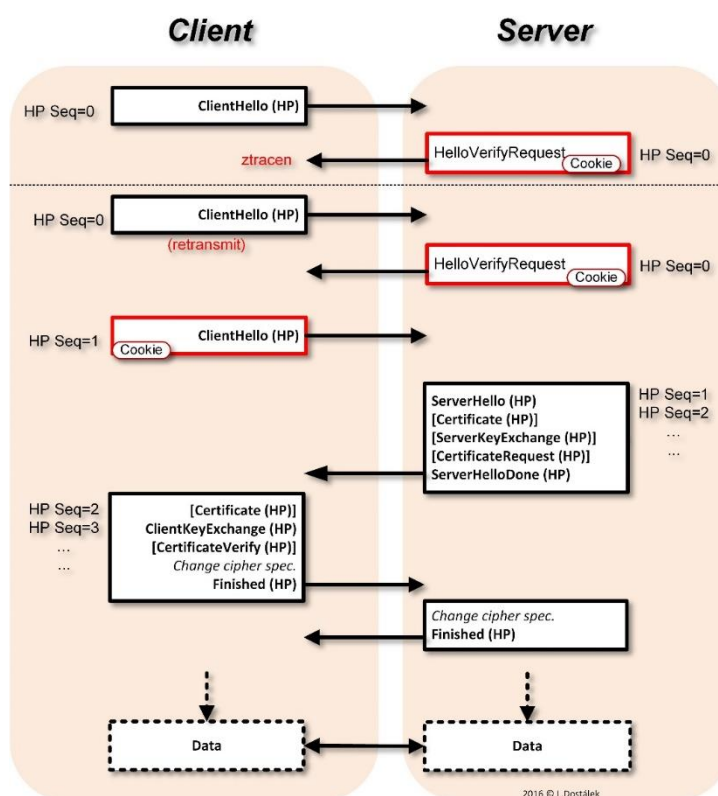 Client
Server
HP Seq=0
ClientHello (HP)
ztracen
HelloVerifyRequest
Cookie
HP Seq=0
HP Seq=0
ClientHello (HP)
(retransmit)
HelloVerifyRequest
Cookie
HP Seq=0
HP Seq=1
ClientHello (HP)
Cookie
ServerHello (HP)
[Certificate (HP)]
[ServerKeyExchange (HP)]
[CertificateRequest (HP)]
ServerHelloDone (HP)
HP Seq=1
HP Seq=2
...
...
HP Seq=2
HP Seq=3
...
...
[Certificate (HP)]
ClientKeyExchange (HP)
[CertificateVerify (HP)]
Change cipher spec.
Finished (HP)
Change cipher spec.
Finished (HP)
Data
Data
2016 © L Dostálek